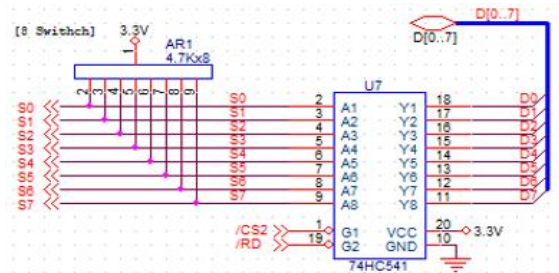 [8 Swithch]
3.3V
AR1
4.7Kx8
1
2 3 4 5 6 7 8 9
D[0..7]
D[0..7]
U7
S0 S0 2 A1 Y1 18 D0
S1 S1 3 A2 Y2 17 D1
S2 S2 4 A3 Y3 16 D2
S3 S3 5 A4 Y4 15 D3
S4 S4 6 A5 Y5 14 D4
S5 S5 7 A6 Y6 13 D5
S6 S6 8 A7 Y7 12 D6
S7 S7 9 A8 Y8 11 D7
/CS2 1 G1 VCC 20 3.3V
/RD 19 G2 GND 10
74HC541